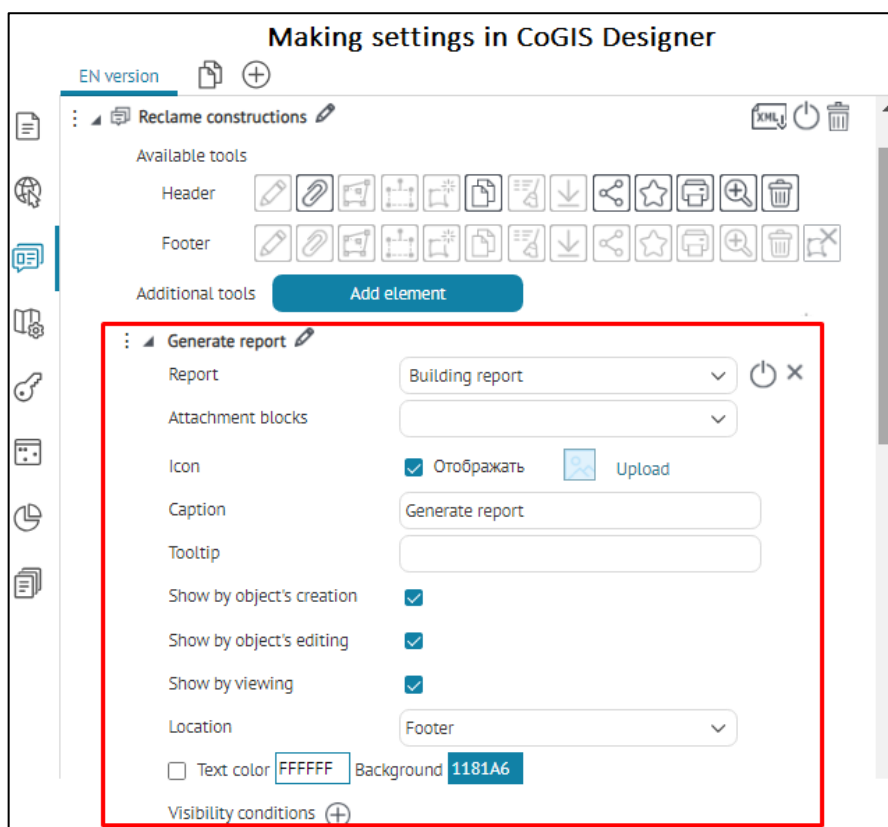 Making settings in CoGIS Designer
EN version
Reclame constructions
XML
Available tools
Header
Footer
Additional tools Add element
Generate report
Report Building report
Attachment blocks
Icon Отображать Upload
Caption Generate report
Tooltip
Show by object's creation
Show by object's editing
Show by viewing
Location Footer
Text color FFFFFF Background 1181A6
Visibility conditions